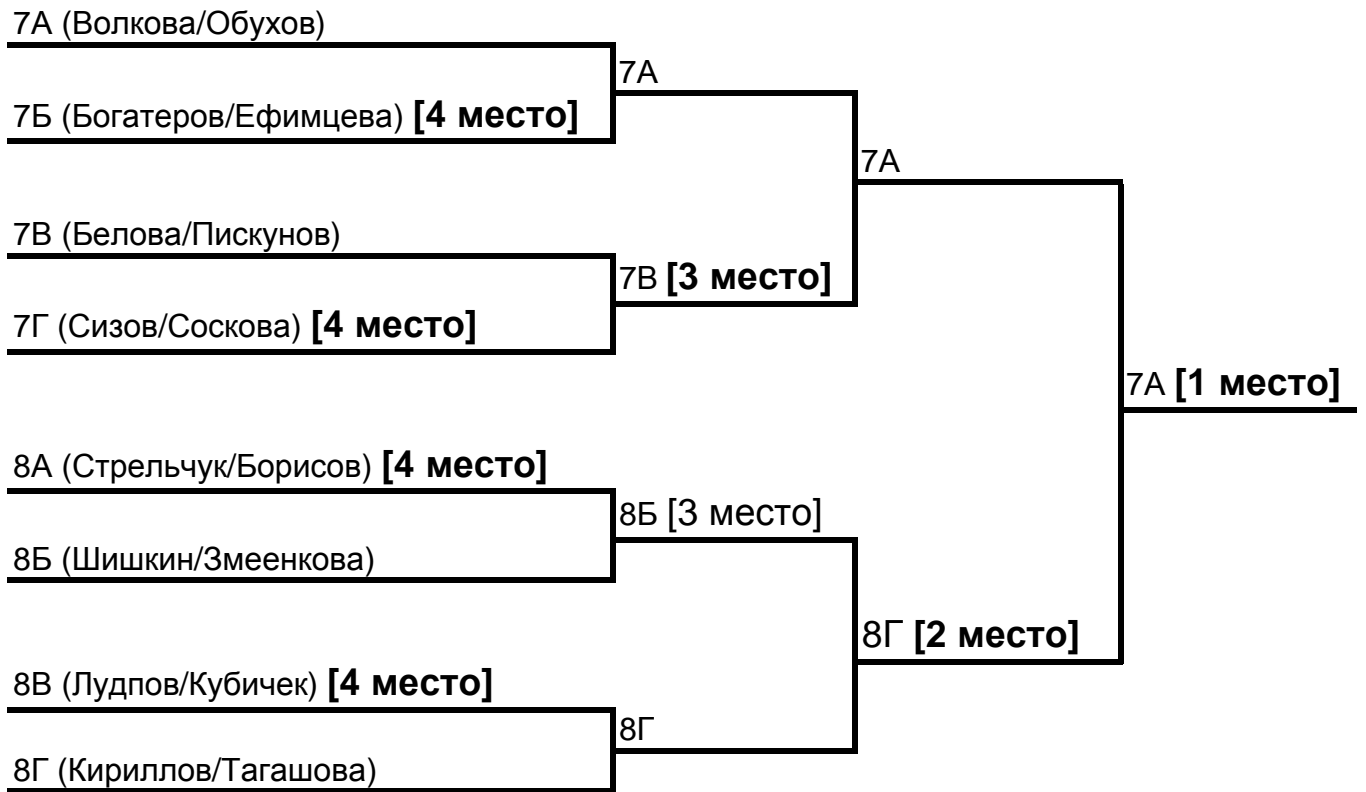 7А (Волкова/Обухов)
7А
7Б (Богатеров/Ефимцева) [4 место]
7А
7В (Белова/Пискунов)
7В [3 место]
7Г (Сизов/Соскова) [4 место]
7А [1 место]
8А (Стрельчук/Борисов) [4 место]
8Б [3 место]
8Б (Шишкин/Змеенкова)
8Г [2 место]
8В (Лудпов/Кубичек) [4 место]
8Г
8Г (Кириллов/Тагашова)